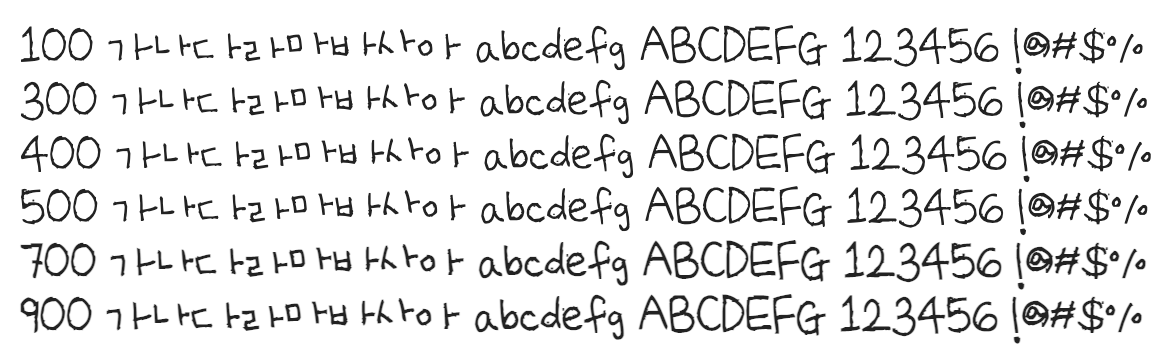 100 가나다라마바사아 abcdefg ABCDEFG 123456 !@#$%
300 가나다라마바사아 abcdefg ABCDEFG 123456 !@#$%
400 가나다라마바사아 abcdefg ABCDEFG 123456 !@#$%
500 가나다라마바사아 abcdefg ABCDEFG 123456 !@#$%
700 가나다라마바사아 abcdefg ABCDEFG 123456 !@#$%
900 가나다라마바사아 abcdefg ABCDEFG 123456 !@#$%